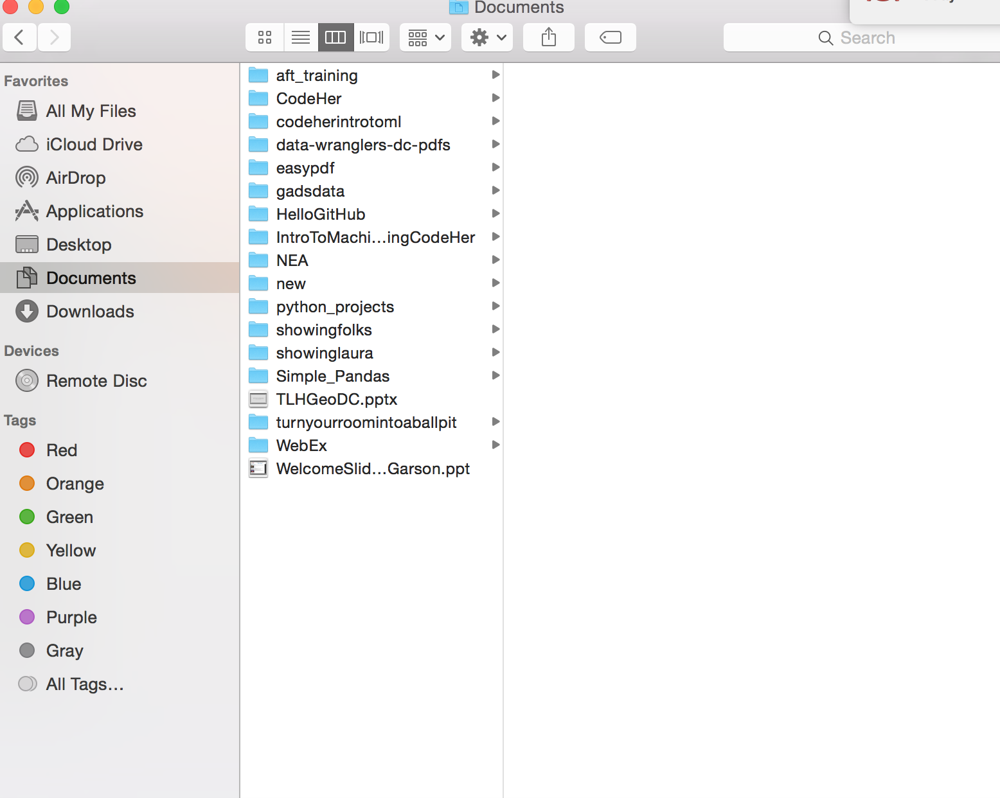 Documents
Search
Favorites
All My Files
iCloud Drive
AirDrop
Applications
Desktop
Documents
Downloads
Devices
Remote Disc
Tags
Red
Orange
Green
Yellow
Blue
Purple
Gray
All Tags…
aft_training
CodeHer
codeherintrotoml
data-wranglers-dc-pdfs
easypdf
gadsdata
HelloGitHub
IntroToMachi…ingCodeHer
NEA
new
python_projects
showingfolks
showinglaura
Simple_Pandas
TLHGeoDC.pptx
turnyourroomintoaballpit
WebEx
WelcomeSlid…Garson.ppt